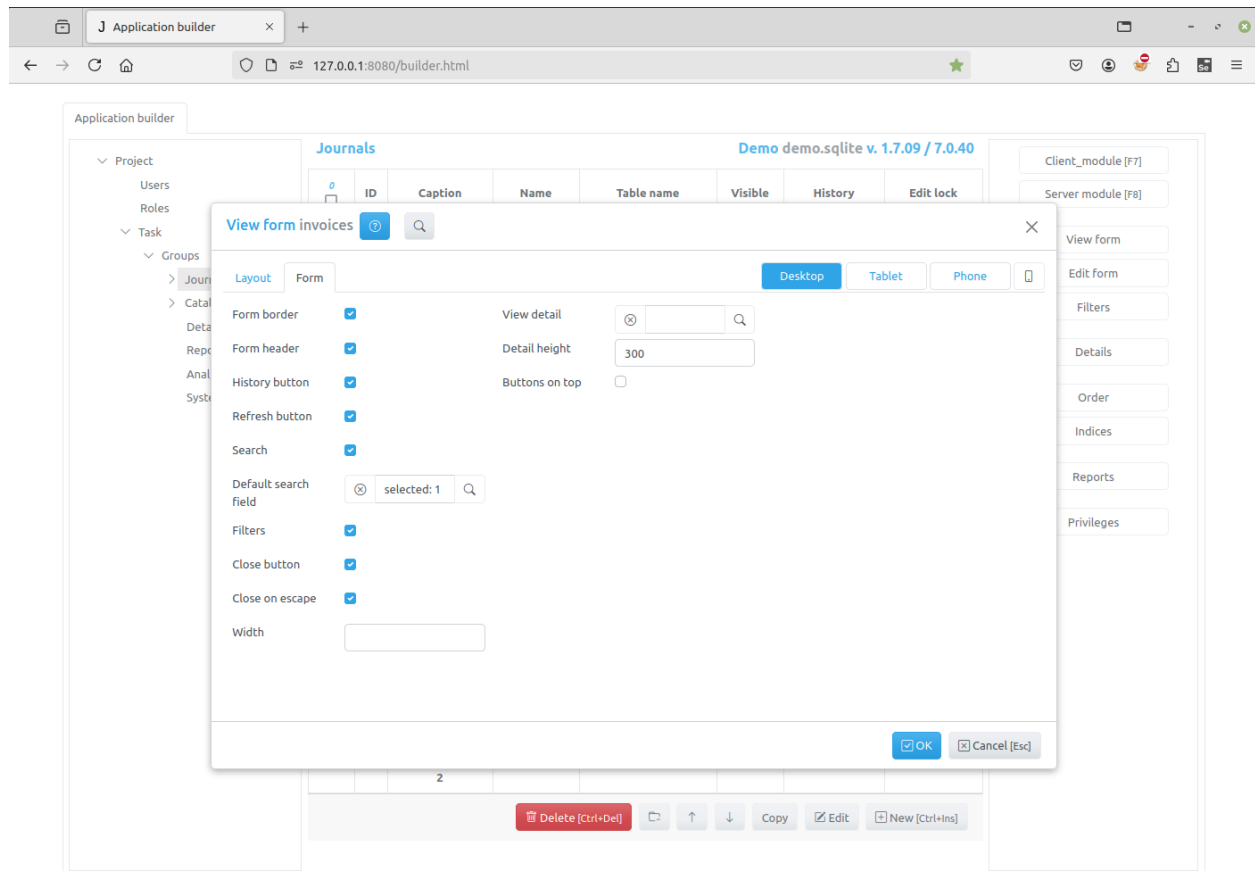 J Application builder
127.0.0.1:8080/builder.html
Se
Application builder
Project
Users
Roles
Task
Groups
Journals
Demo demo.sqlite v. 1.7.09 / 7.0.40
0
ID
Caption
Name
Table name
Visible
History
Edit lock
Client_module [F7]
Server module [F8]
View form
Edit form
Filters
Details
Order
Indices
Reports
Privileges
View form invoices
Layout
Form
Desktop
Tablet
Phone
Form border
Form header
History button
Refresh button
Search
Default search
field
selected: 1
Filters
Close button
Close on escape
Width
View detail
Detail height
300
Buttons on top
OK
Cancel [Esc]
2
Delete [Ctrl+Del]
Copy
Edit
New [Ctrl+Ins]